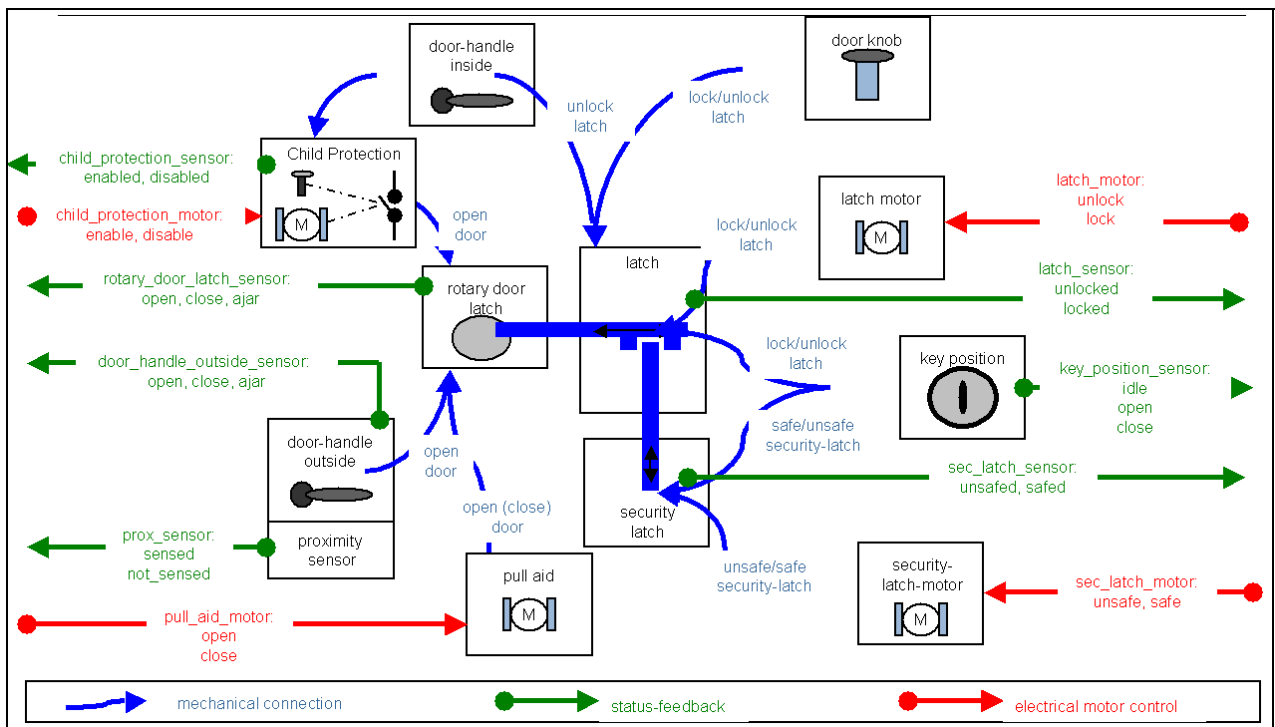 door-handle
inside
door knob
unlock
latch
lock/unlock
latch
child_protection_sensor:
enabled, disabled
Child Protection
child_protection_motor:
enable, disable
M
open
door
latch motor
M
latch_motor:
unlock
lock
lock/unlock
latch
rotary_door_latch_sensor:
open, close, ajar
rotary door
latch
latch
latch_sensor:
unlocked
locked
door_handle_outside_sensor:
open, close, ajar
lock/unlock
latch
key position
key_position_sensor:
idle
open
close
door-handle
outside
open
door
safe/unsafe
security-latch
sec_latch_sensor:
unsafed, safed
open (close)
door
security
latch
prox_sensor:
sensed
not_sensed
proximity
sensor
unsafe/safe
security-latch
pull aid
M
security-
latch-motor
M
sec_latch_motor:
unsafe, safe
pull_aid_motor:
open
close
mechanical connection
status-feedback
electrical motor control